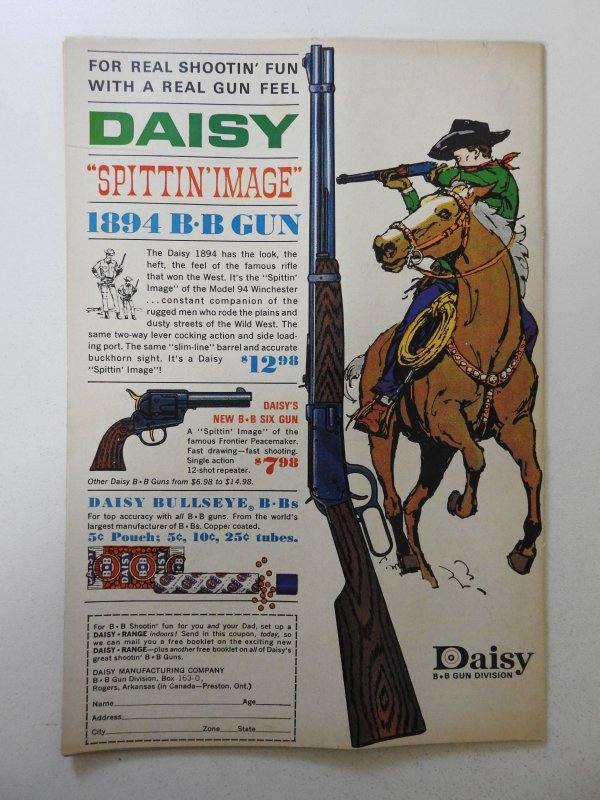 FOR REAL SHOOTIN' FUN
WITH A REAL GUN FEEL
DAISY
"SPITTIN' IMAGE"
1894 B•B GUN
The Daisy 1894 has the look, the
heft, the feel of the famous rifle
that won the West. It's the "Spittin'
Image" of the Model 94 Winchester
...constant companion of the
rugged men who rode the plains and
dusty streets of the Wild West. The
same two-way lever cocking action and side load-
ing port. The same "slim-line" barrel and accurate
buckhorn sight. It's a Daisy
"Spittin' Image"!
$12⁹⁸
DAISY'S
NEW B•B SIX GUN
A "Spittin' Image" of the
famous Frontier Peacemaker.
Fast drawing—fast shooting.
Single action
12-shot repeater.
$7⁹⁸
Other Daisy B•B Guns from $6.98 to $14.98.
DAISY BULLSEYE® B•Bs
For top accuracy with all B•B guns. From the world's
largest manufacturer of B•Bs. Copper coated.
5¢ Pouch; 5¢, 10¢, 25¢ tubes.
DAISY
BB
For B•B Shootin' fun for you and your Dad, set up a
DAISY•RANGE indoors! Send in this coupon, today, so
we can mail you a free booklet on the exciting new
DAISY•RANGE—plus another free booklet on all of Daisy's
great shootin' B•B Guns.
DAISY MANUFACTURING COMPANY
B•B Gun Division, Box 163-O,
Rogers, Arkansas (in Canada—Preston, Ont.)
Name Age
Address
City Zone State
Daisy
B•B GUN DIVISION